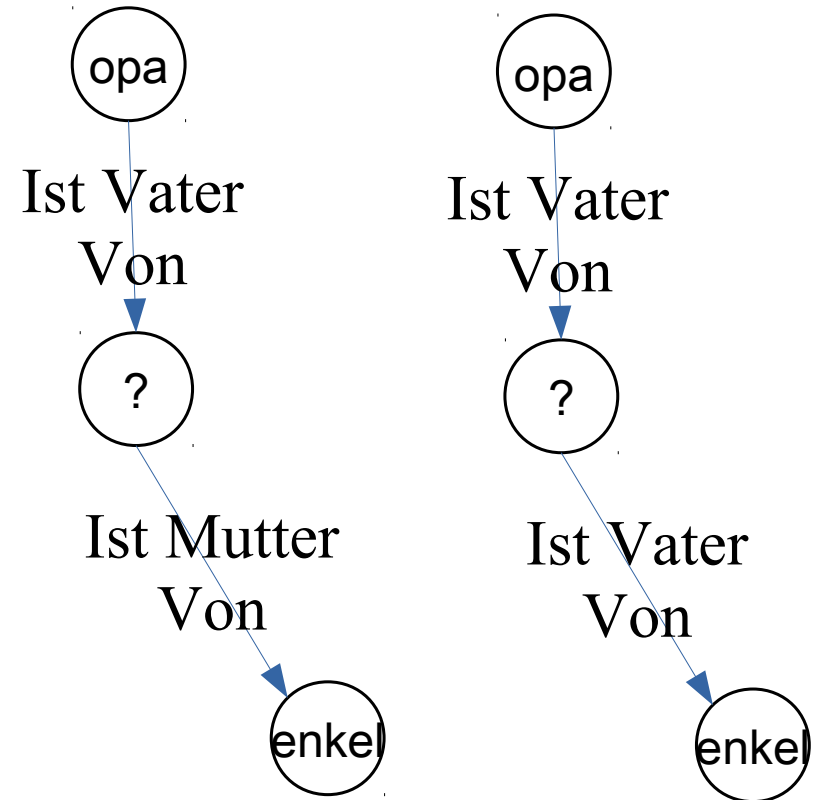 opa
Ist Vater
Von
?
Ist Mutter
Von
enkel
opa
Ist Vater
Von
?
Ist Vater
Von
enkel